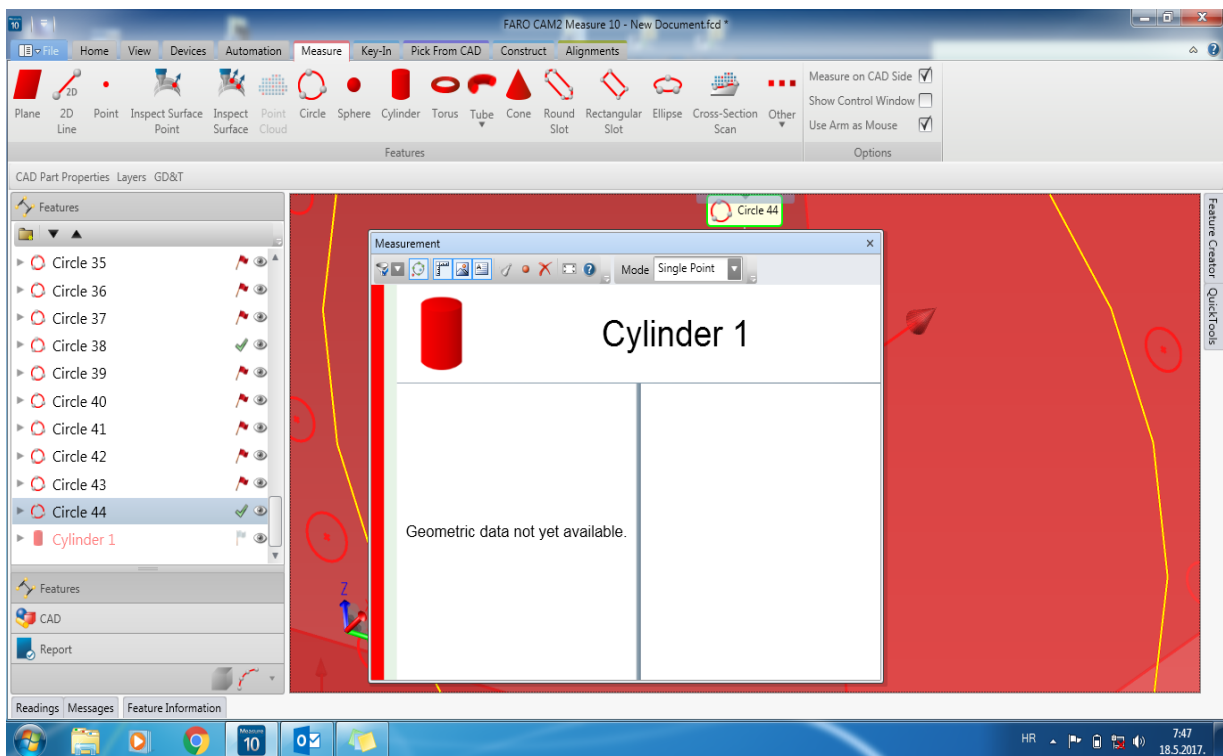 Measure
10
FARO CAM2 Measure 10 - New Document.fcd *
File Home View Devices Automation Measure Key-In Pick From CAD Construct Alignments
Plane
2D
2D Line
Point
Inspect Surface Point
Inspect Surface
Point Cloud
Circle
Sphere
Cylinder
Torus
Tube
Cone
Round Slot
Rectangular Slot
Ellipse
Cross-Section Scan
Other
Measure on CAD Side
Show Control Window
Use Arm as Mouse
Features
Options
CAD Part Properties Layers GD&T
Features
Circle 35
Circle 36
Circle 37
Circle 38
Circle 39
Circle 40
Circle 41
Circle 42
Circle 43
Circle 44
Cylinder 1
Features
CAD
Report
Readings Messages Feature Information
Circle 44
Measurement
Mode Single Point
Cylinder 1
Geometric data not yet available.
Z
Feature Creator
QuickTools
Measure
10
HR
7:47
18.5.2017.